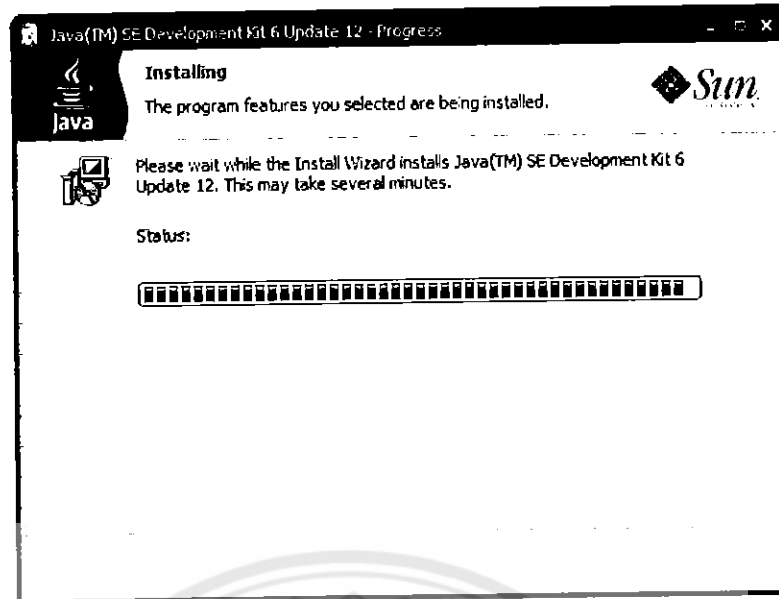 Java(TM) SE Development Kit 6 Update 12 - Progress
Java
Installing
The program features you selected are being installed.
Sun
Please wait while the Install Wizard installs Java(TM) SE Development Kit 6
Update 12. This may take several minutes.
Status: